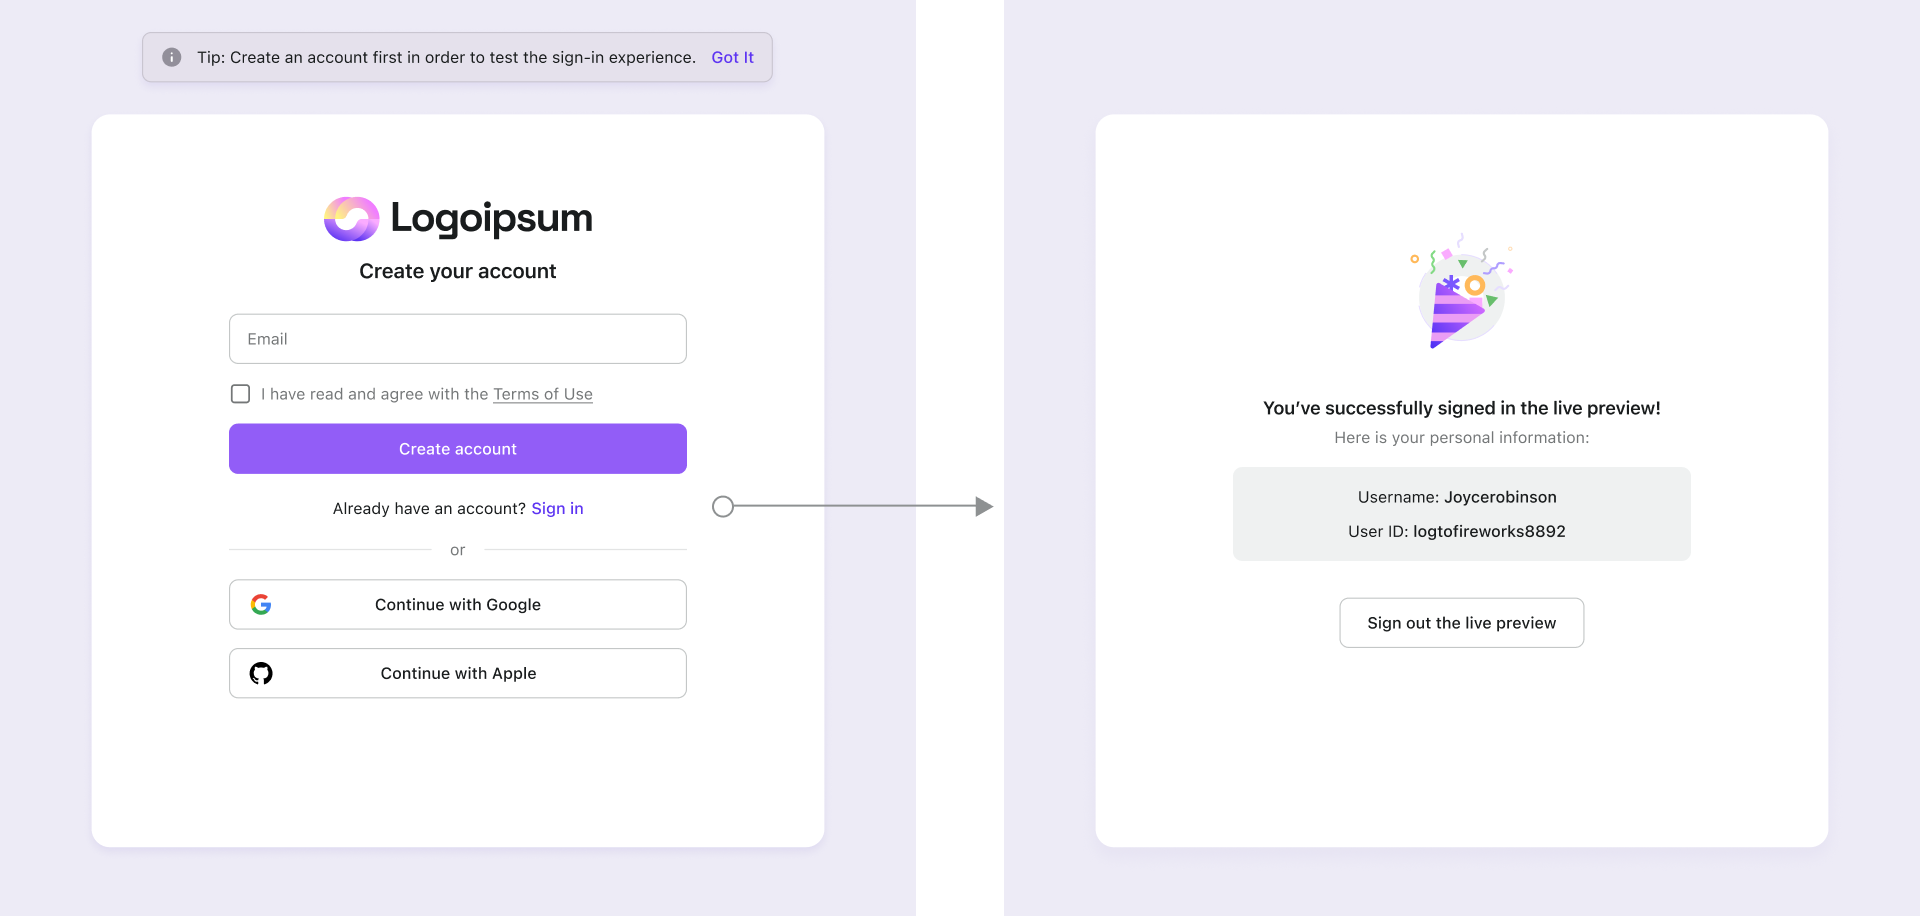 Tip: Create an account first in order to test the sign-in experience. Got It
Logoipsum
Create your account
Email
I have read and agree with the Terms of Use
Create account
Already have an account? Sign in
or
Continue with Google
Continue with Apple
You’ve successfully signed in the live preview!
Here is your personal information:
Username: Joycerobinson
User ID: logtofireworks8892
Sign out the live preview